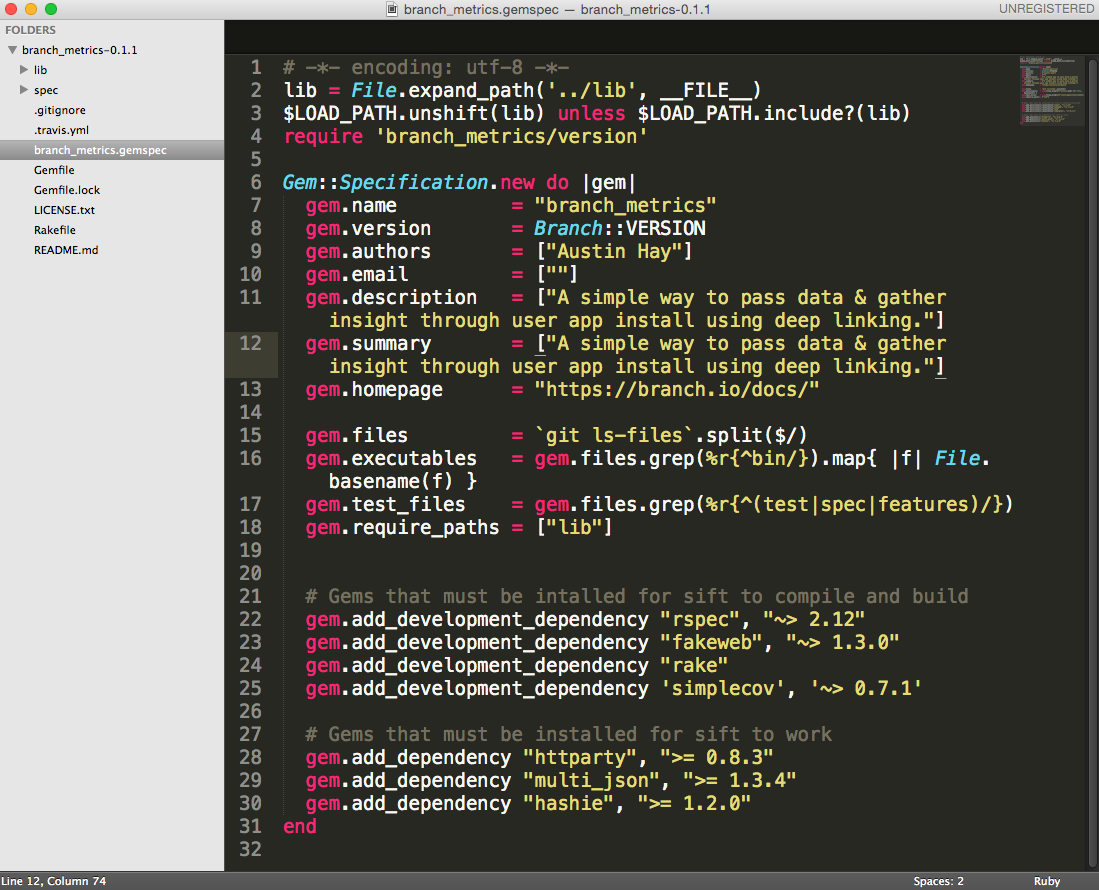 branch_metrics.gemspec — branch_metrics-0.1.1
UNREGISTERED
FOLDERS
branch_metrics-0.1.1
lib
spec
.gitignore
.travis.yml
branch_metrics.gemspec
Gemfile
Gemfile.lock
LICENSE.txt
Rakefile
README.md
1 # -*- encoding: utf-8 -*-
2 lib = File.expand_path('../lib', __FILE__)
3 $LOAD_PATH.unshift(lib) unless $LOAD_PATH.include?(lib)
4 require 'branch_metrics/version'
5
6 Gem::Specification.new do |gem|
7   gem.name          = "branch_metrics"
8   gem.version       = Branch::VERSION
9   gem.authors       = ["Austin Hay"]
10   gem.email         = [""]
11   gem.description   = ["A simple way to pass data & gather
insight through user app install using deep linking."]
12   gem.summary       = ["A simple way to pass data & gather
insight through user app install using deep linking."]
13   gem.homepage      = "https://branch.io/docs/"
14
15   gem.files         = `git ls-files`.split($/)
16   gem.executables   = gem.files.grep(%r{^bin/}).map{ |f| File.
basename(f) }
17   gem.test_files    = gem.files.grep(%r{^(test|spec|features)/})
18   gem.require_paths = ["lib"]
19
20
21   # Gems that must be intalled for sift to compile and build
22   gem.add_development_dependency "rspec", "~> 2.12"
23   gem.add_development_dependency "fakeweb", "~> 1.3.0"
24   gem.add_development_dependency "rake"
25   gem.add_development_dependency 'simplecov', '~> 0.7.1'
26
27   # Gems that must be installed for sift to work
28   gem.add_dependency "httparty", ">= 0.8.3"
29   gem.add_dependency "multi_json", ">= 1.3.4"
30   gem.add_dependency "hashie", ">= 1.2.0"
31 end
32
Line 12, Column 74
Spaces: 2
Ruby